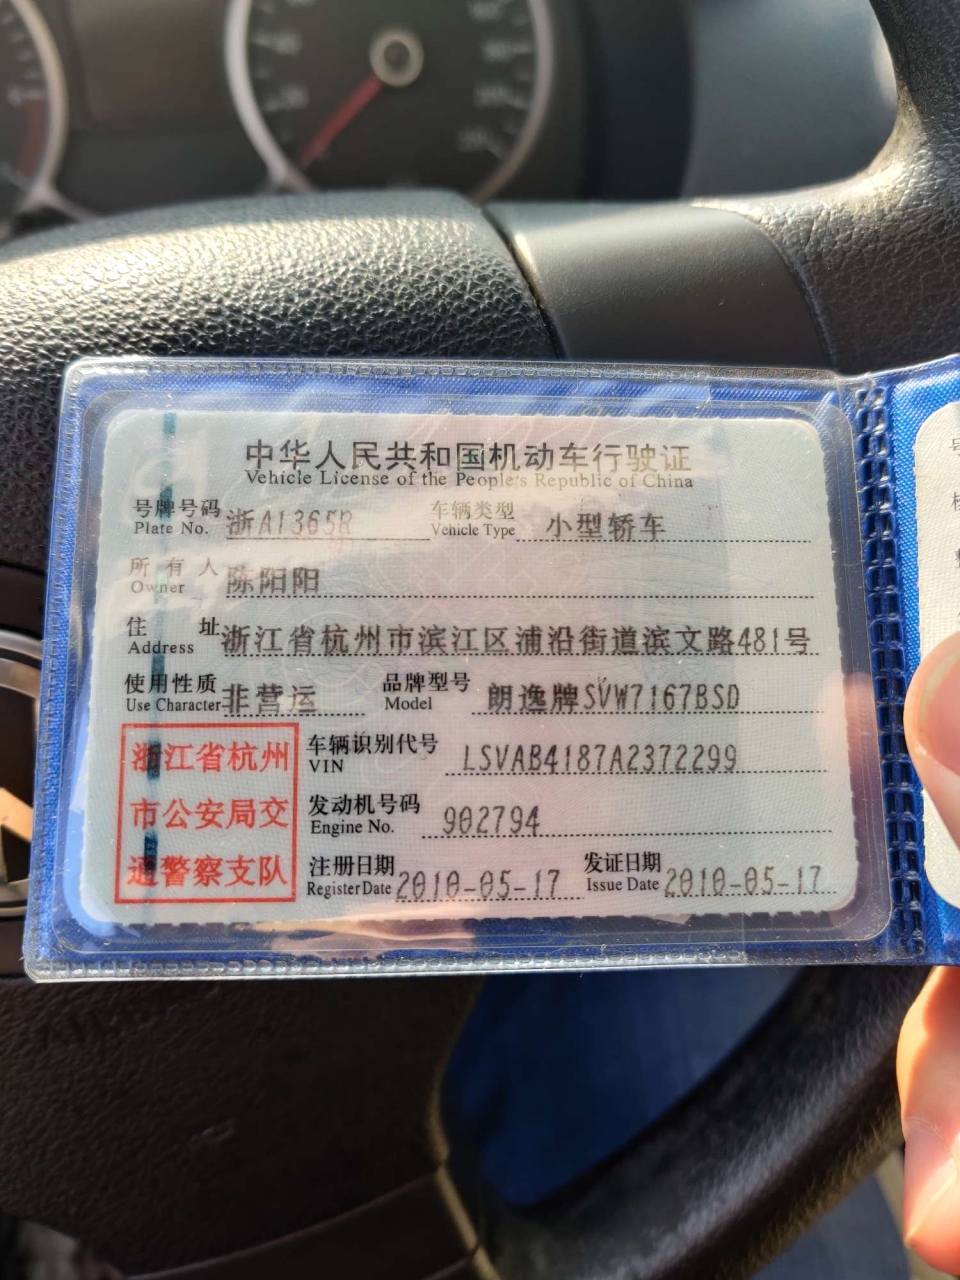 中华人民共和国机动车行驶证
Vehicle License of the People's Republic of China
号牌号码 浙A1365R 车辆类型 小型轿车
Plate No. Vehicle Type
所有人 陈阳阳
Owner
住址 浙江省杭州市滨江区浦沿街道滨文路481号
Address
使用性质 非营运 品牌型号 朗逸牌SVW7167BSD
Use Character Model
浙江省杭州
市公安局交
通警察支队
车辆识别代号 LSVAB4187A2372299
VIN
发动机号码 902794
Engine No.
注册日期 2010-05-17 发证日期 2010-05-17
Register Date Issue Date